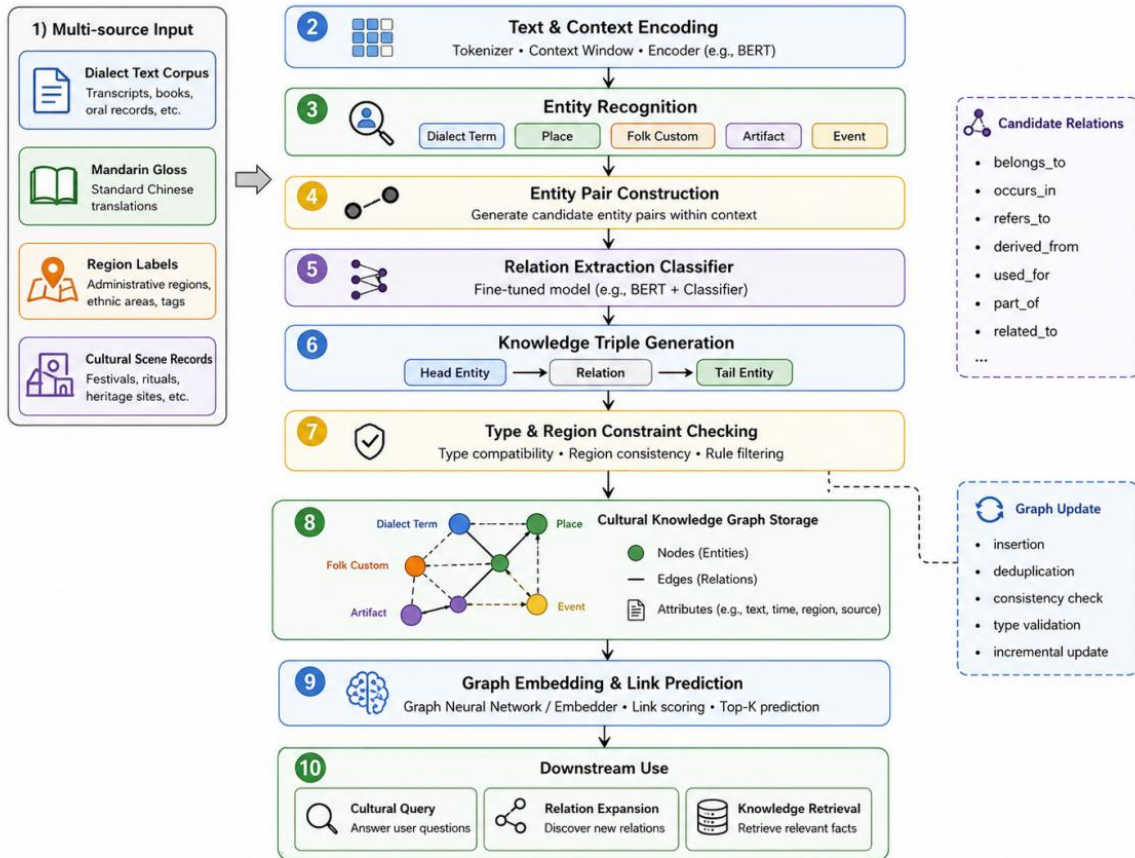 1) Multi-source Input
Dialect Text Corpus
Transcripts, books,
oral records, etc.
Mandarin Gloss
Standard Chinese
translations
Region Labels
Administrative regions,
ethnic areas, tags
Cultural Scene Records
Festivals, rituals,
heritage sites, etc.
2
Text & Context Encoding
Tokenizer • Context Window • Encoder (e.g., BERT)
3
Entity Recognition
Dialect Term
Place
Folk Custom
Artifact
Event
4
Entity Pair Construction
Generate candidate entity pairs within context
5
Relation Extraction Classifier
Fine-tuned model (e.g., BERT + Classifier)
6
Knowledge Triple Generation
Head Entity
Relation
Tail Entity
7
Type & Region Constraint Checking
Type compatibility • Region consistency • Rule filtering
8
Dialect Term
Place
Folk Custom
Artifact
Event
Cultural Knowledge Graph Storage
Nodes (Entities)
Edges (Relations)
Attributes (e.g., text, time, region, source)
9
Graph Embedding & Link Prediction
Graph Neural Network / Embedder • Link scoring • Top-K prediction
10
Downstream Use
Cultural Query
Answer user questions
Relation Expansion
Discover new relations
Knowledge Retrieval
Retrieve relevant facts
Candidate Relations
• belongs_to
• occurs_in
• refers_to
• derived_from
• used_for
• part_of
• related_to
...
Graph Update
• insertion
• deduplication
• consistency check
• type validation
• incremental update